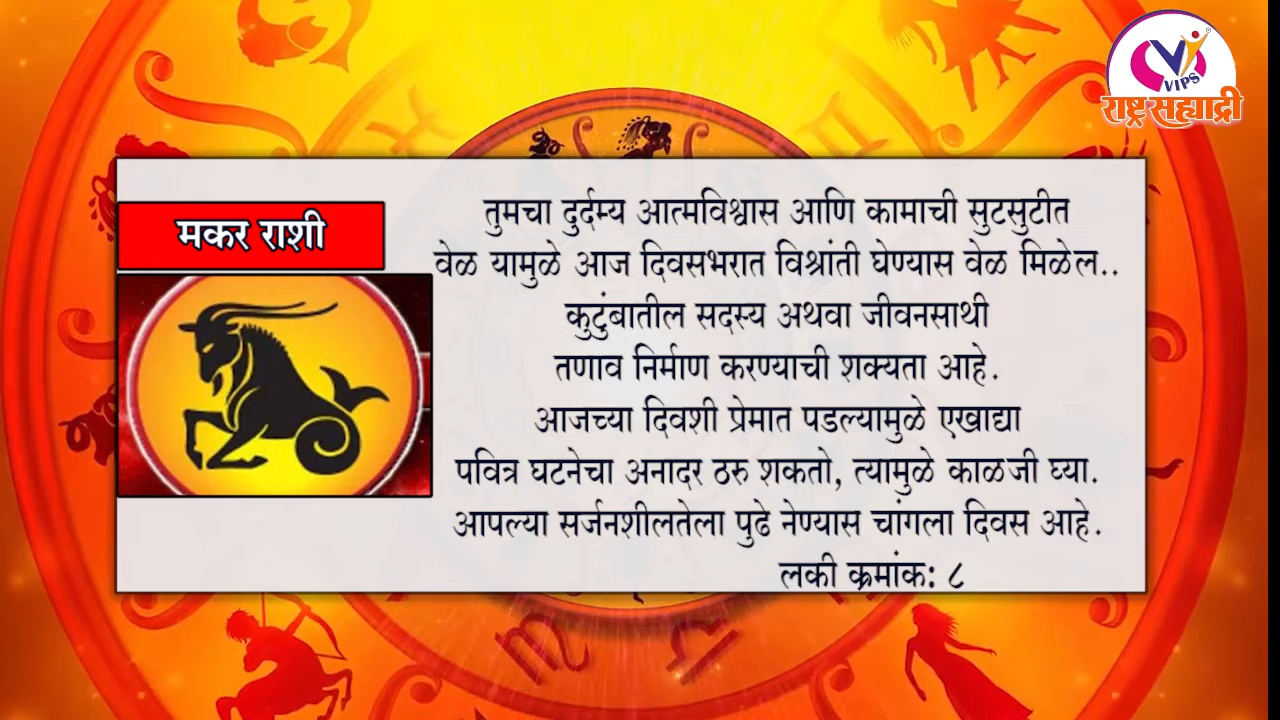 VIPS
राष्ट्र सह्याद्री
मकर राशी
तुमचा दुर्दम्य आत्मविश्वास आणि कामाची सुटसुटीत
वेळ यामुळे आज दिवसभरात विश्रांती घेण्यास वेळ मिळेल..
कुटुंबातील सदस्य अथवा जीवनसाथी
तणाव निर्माण करण्याची शक्यता आहे.
आजच्या दिवशी प्रेमात पडल्यामुळे एखाद्या
पवित्र घटनेचा अनादर ठरु शकतो, त्यामुळे काळजी घ्या.
आपल्या सर्जनशीलतेला पुढे नेण्यास चांगला दिवस आहे.
लकी क्रमांक: ८